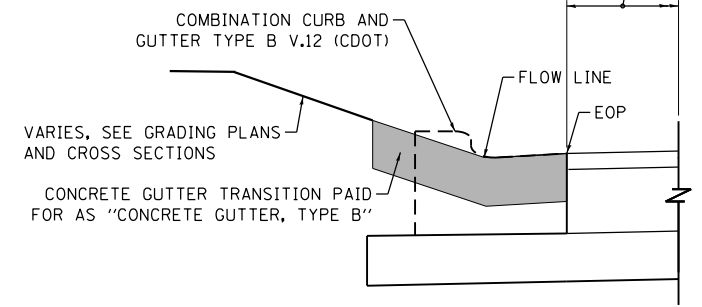 COMBINATION CURB AND
GUTTER TYPE B V.12 (CDOT)
FLOW LINE
EOP
VARIES, SEE GRADING PLANS
AND CROSS SECTIONS
CONCRETE GUTTER TRANSITION PAID
FOR AS "CONCRETE GUTTER, TYPE B"